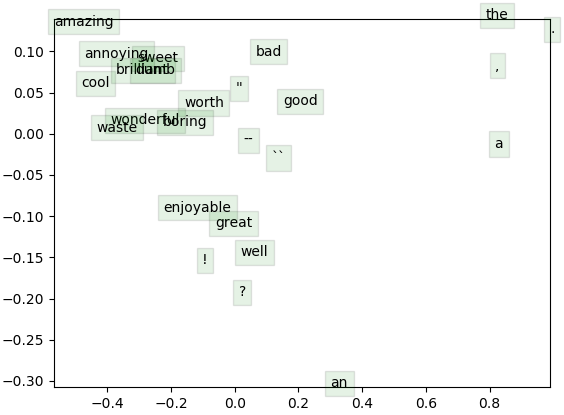 the
amazing
.
0.10
annoying
sweet
bad
brilliant
dumb
,
cool
"
0.05
worth
good
wonderful
boring
waste
0.00
--
a
``
−0.05
enjoyable
−0.10
great
well
−0.15
!
?
−0.20
−0.25
an
−0.30
−0.4 −0.2 0.0 0.2 0.4 0.6 0.8